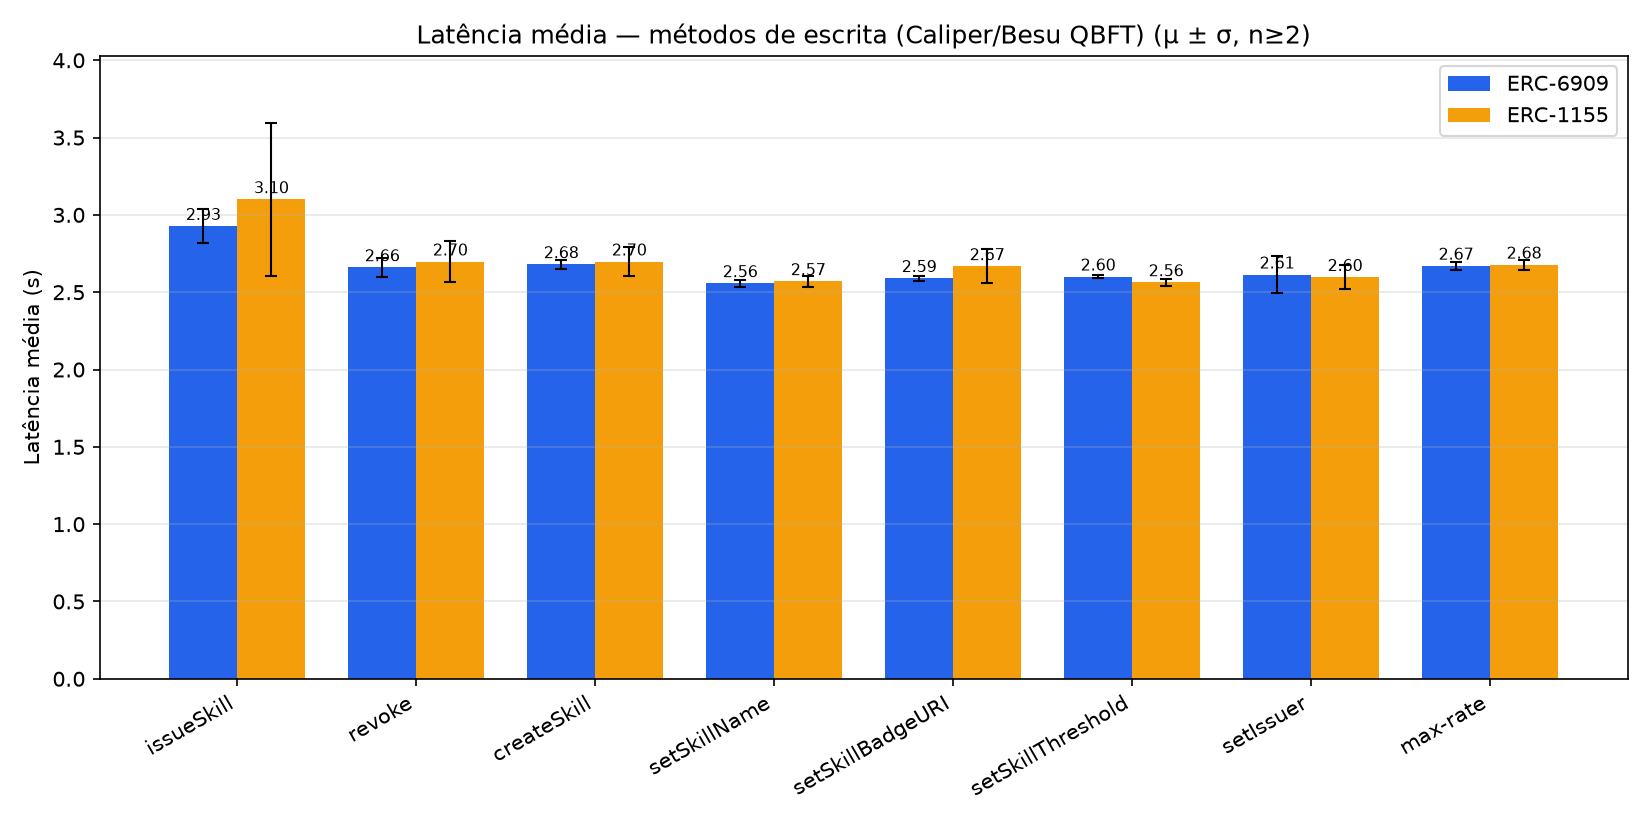 Latência média — métodos de escrita (Caliper/Besu QBFT) (μ ± σ, n≥2)
ERC-6909
ERC-1155
Latência média (s)
4.0
3.5
3.0
2.5
2.0
1.5
1.0
0.5
0.0
2.93 3.10 2.66 2.70 2.68 2.70 2.56 2.57 2.59 2.67 2.60 2.56 2.61 2.60 2.67 2.68
issueSkill revoke createSkill setSkillName setSkillBadgeURI setSkillThreshold setIssuer max-rate